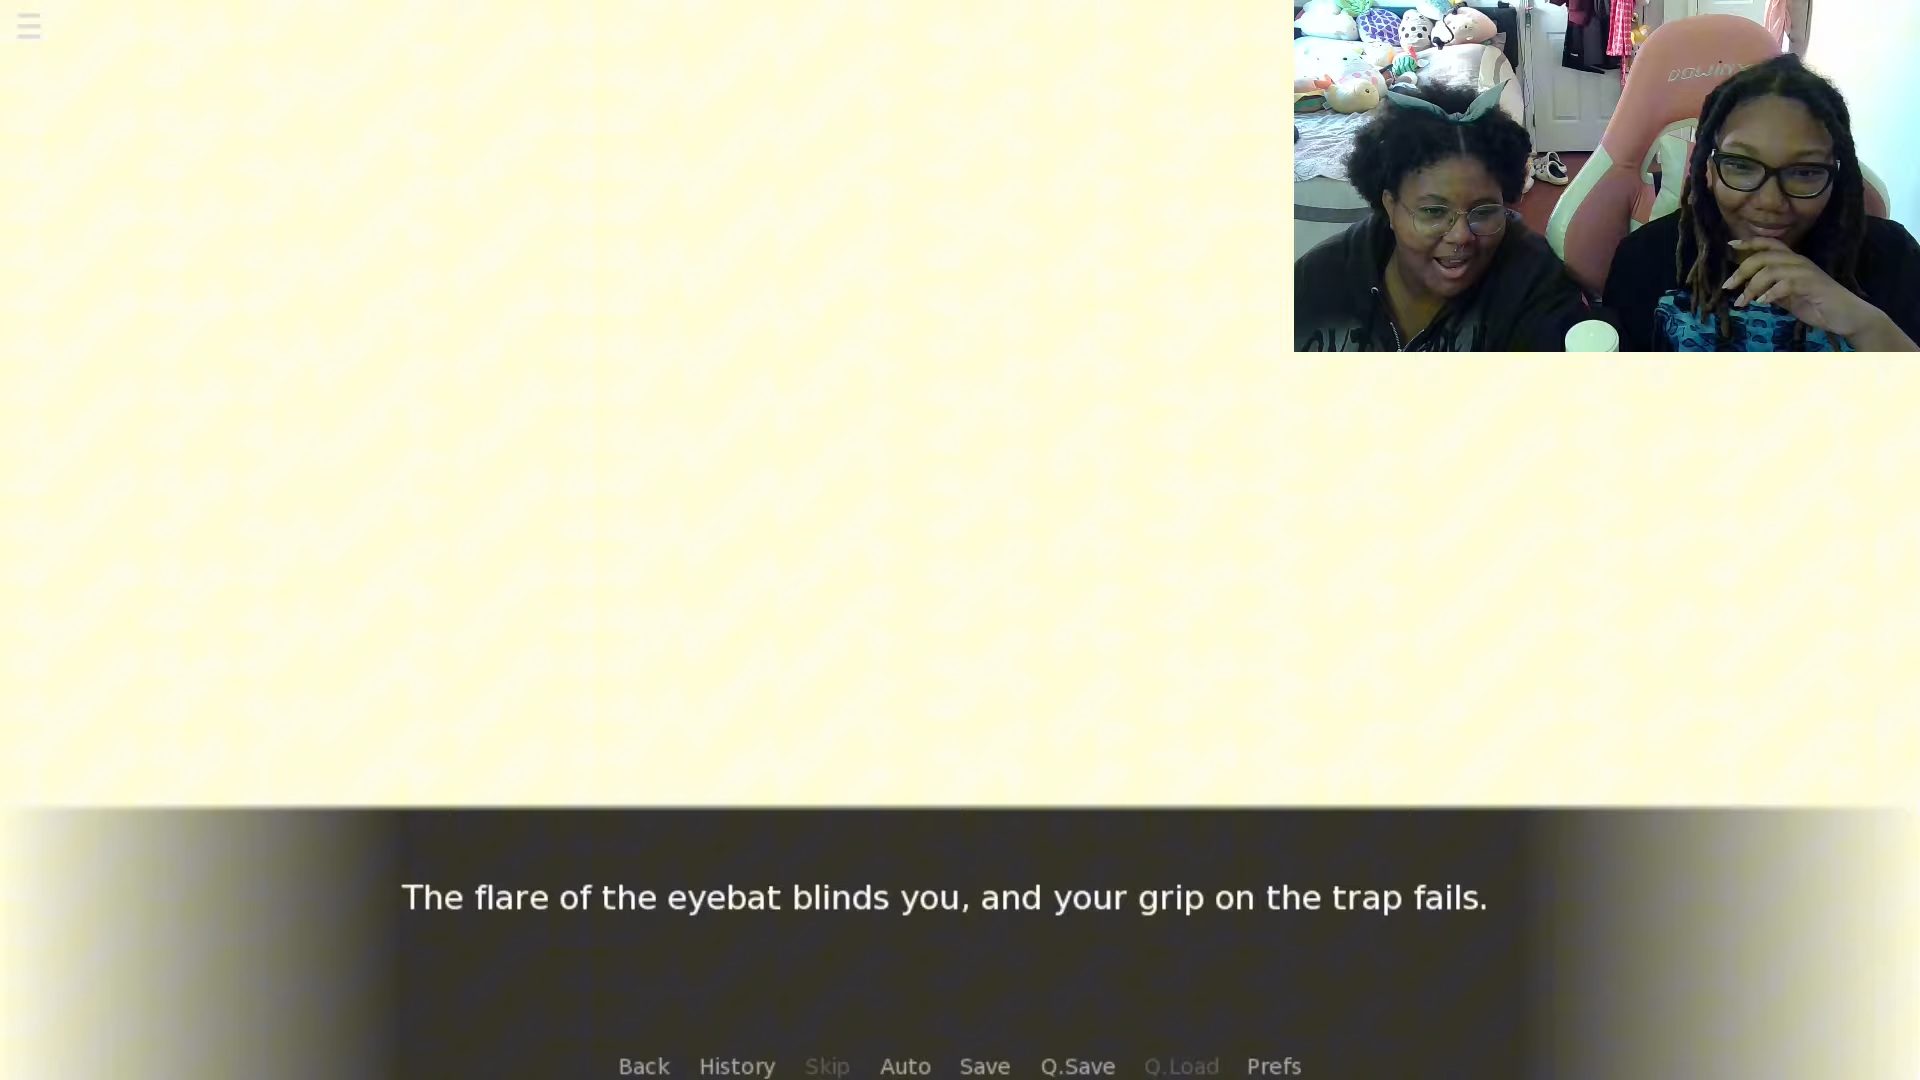 DOWINX
The flare of the eyebat blinds you, and your grip on the trap fails.
Back History Skip Auto Save Q.Save Q.Load Prefs